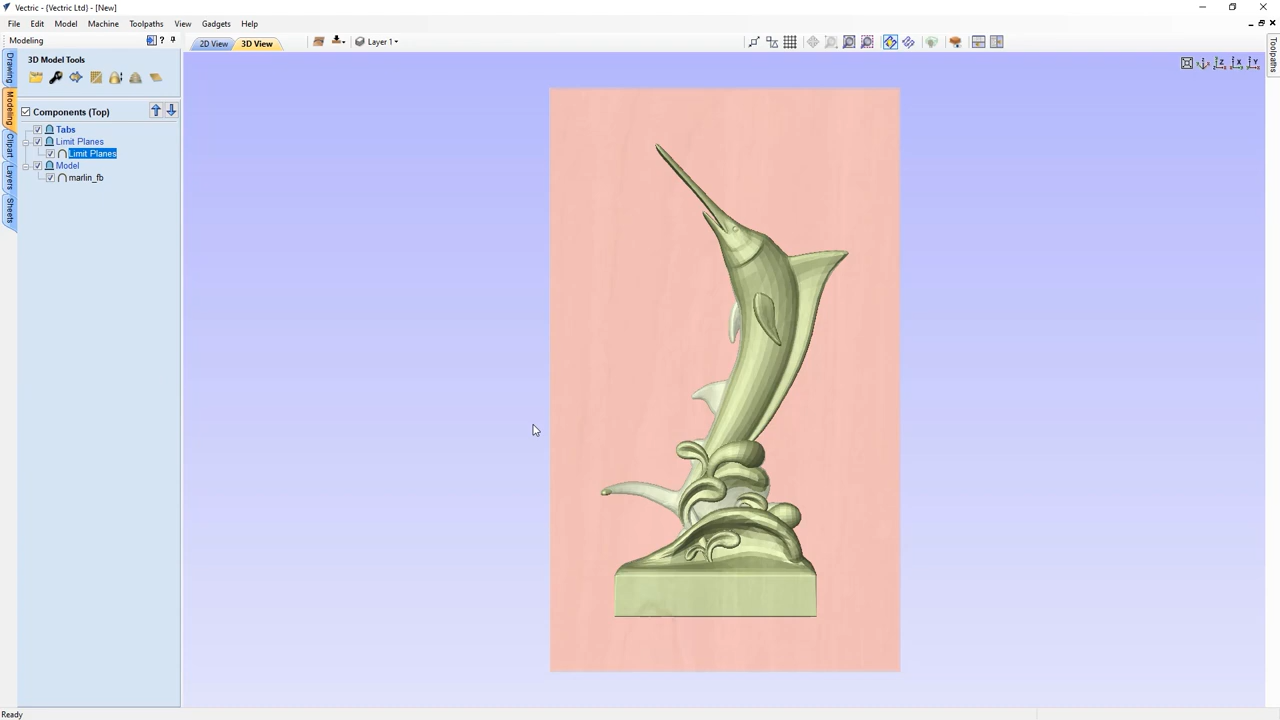 Vectric - {Vectric Ltd} - [New]
File Edit Model Machine Toolpaths View Gadgets Help
Modeling ?
2D View 3D View Layer 1
Drawing
Modeling
Clipart
Layers
Sheets
3D Model Tools
Components (Top)
Tabs
Limit Planes
Limit Planes
Model
marlin_fb
Z X Y
Toolpaths
Ready